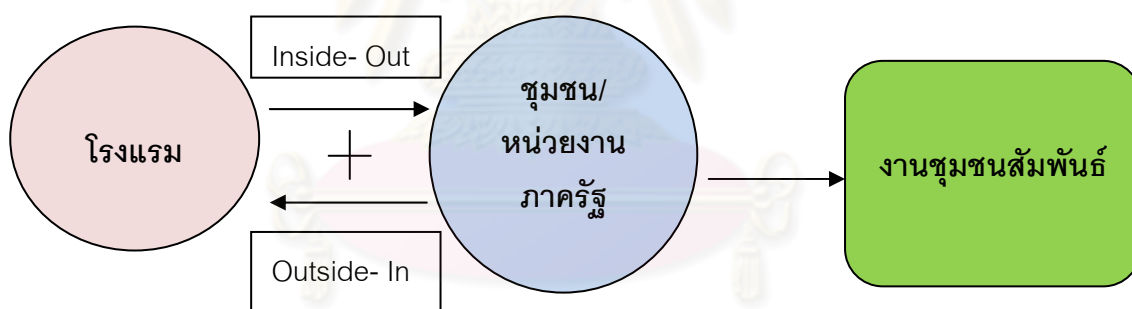 Inside- Out
โรงแรม
ชุมชน/
หน่วยงาน
ภาครัฐ
งานชุมชนสัมพันธ์
Outside- In